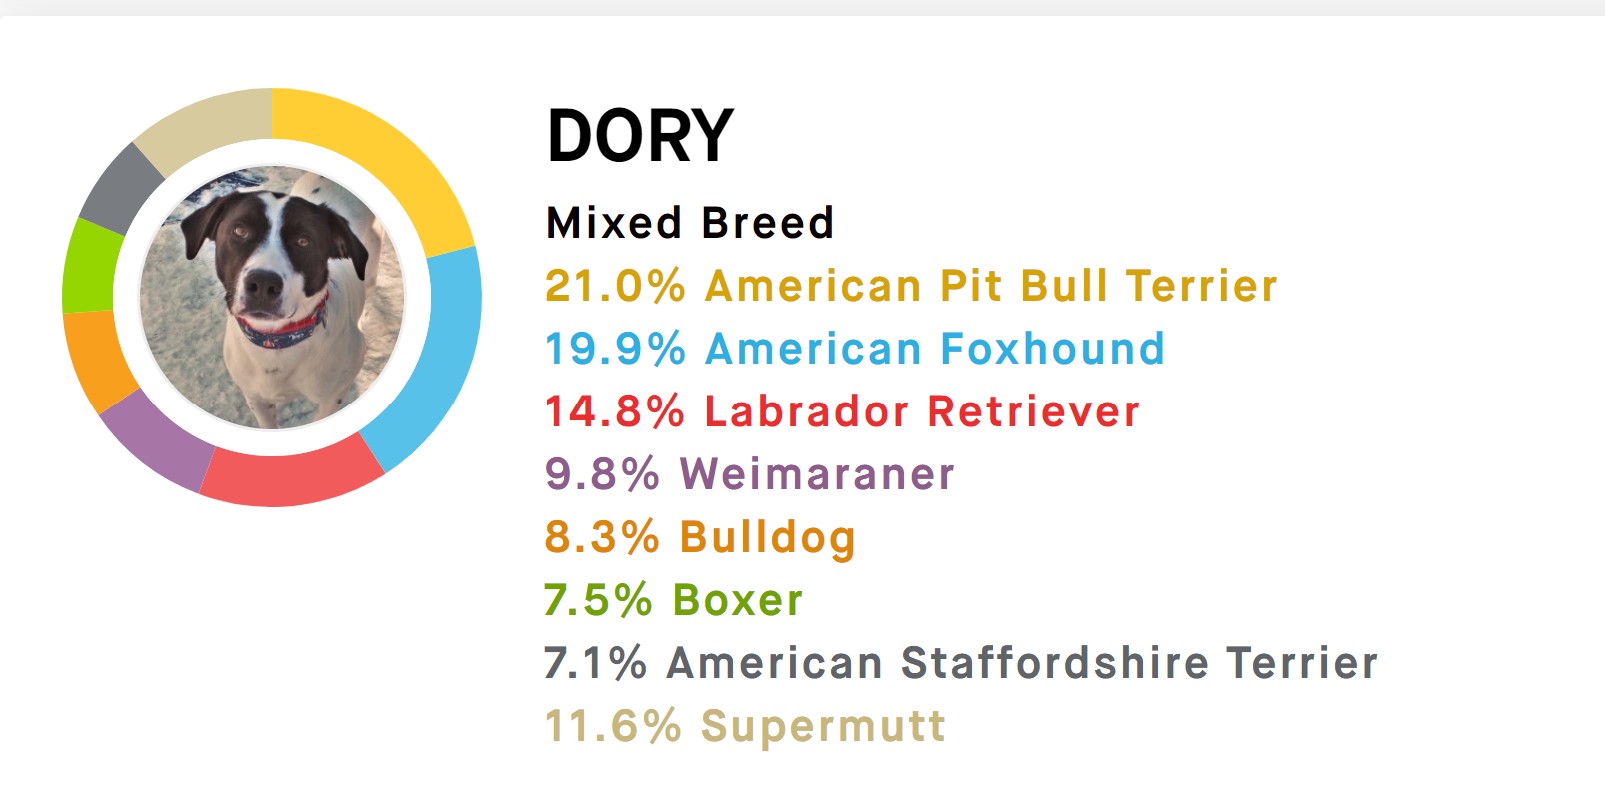 DORY
Mixed Breed
21.0% American Pit Bull Terrier
19.9% American Foxhound
14.8% Labrador Retriever
9.8% Weimaraner
8.3% Bulldog
7.5% Boxer
7.1% American Staffordshire Terrier
11.6% Supermutt